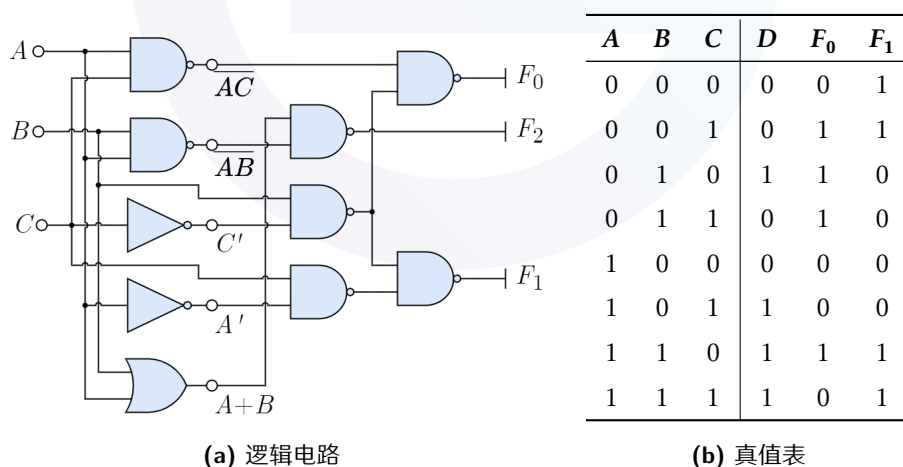 A
B
C
AC
AB
C'
A'
A+B
F0
F2
F1
(a) 逻辑电路
A B C D F0 F1
0 0 0 0 0 1
0 0 1 0 1 1
0 1 0 1 1 0
0 1 1 0 1 0
1 0 0 0 0 0
1 0 1 1 0 0
1 1 0 1 1 1
1 1 1 1 0 1
(b) 真值表